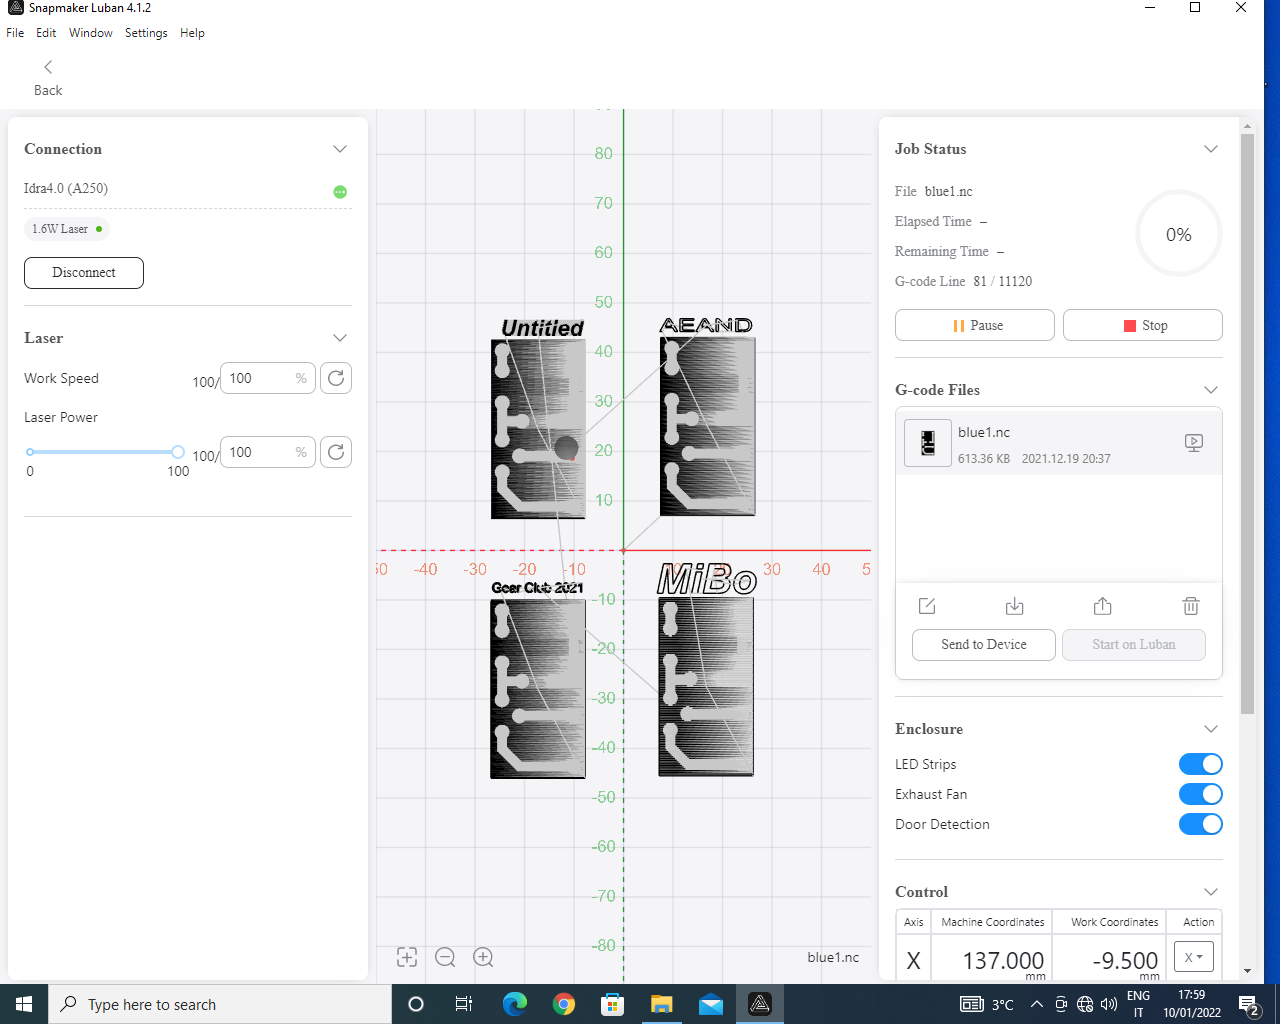 Snapmaker Luban 4.1.2
File Edit Window Settings Help
Back
Connection
Idra4.0 (A250)
1.6W Laser
Disconnect
Laser
Work Speed 100/ 100 %
Laser Power
100/ 100 %
0 100
80
70
60
50
40
30
20
10
-40 -30 -20 -10 10 20 30 40 5
-10
-20
-30
-40
-50
-60
-70
-80
Untitled
AEAND
Gear Club 2021
MiBo
blue1.nc
Job Status
File blue1.nc
Elapsed Time –
Remaining Time –
G-code Line 81 / 11120
0%
Pause Stop
G-code Files
blue1.nc
613.36 KB 2021.12.19 20:37
Send to Device Start on Luban
Enclosure
LED Strips
Exhaust Fan
Door Detection
Control
Axis Machine Coordinates Work Coordinates Action
X 137.000 mm -9.500 mm X
Type here to search
3°C
ENG
IT
17:59
10/01/2022
2